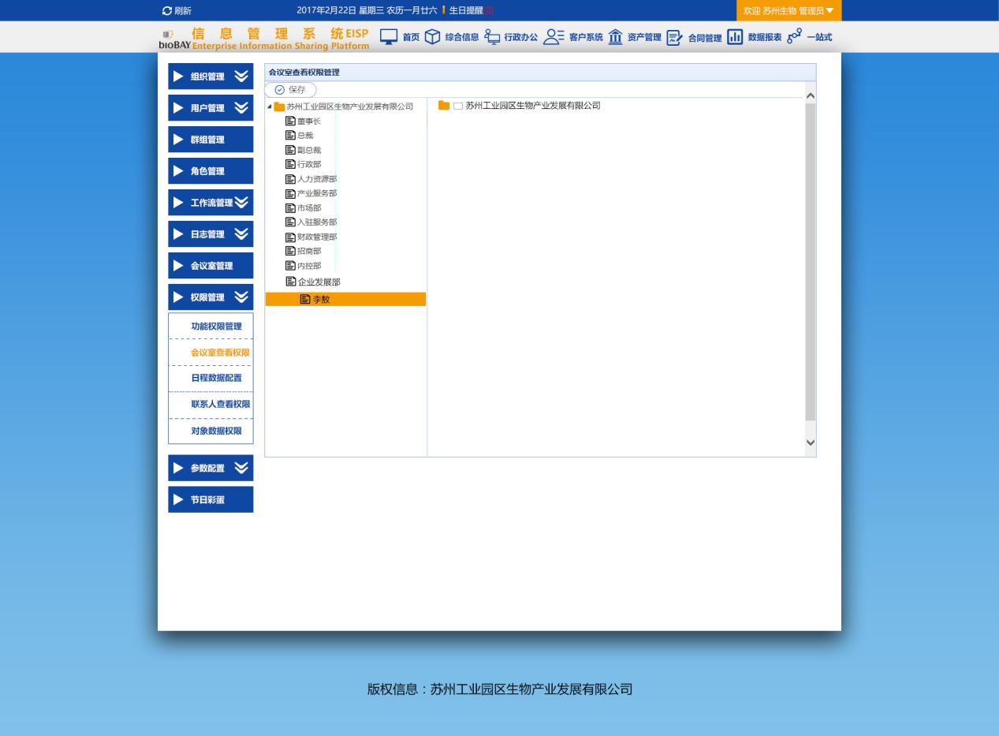 刷新 2017年2月22日 星期三 农历一月廿六 生日提醒[0] 欢迎 苏州生物 管理员
bioBAY 信息管理系统EISP
Enterprise Information Sharing Platform
首页 综合信息 行政办公 客户系统 资产管理 合同管理 数据报表 一站式
组织管理
用户管理
群组管理
角色管理
工作流管理
日志管理
会议室管理
权限管理
功能权限管理
会议室查看权限
日程数据配置
联系人查看权限
对象数据权限
参数配置
节日彩蛋
会议室查看权限管理
保存
苏州工业园区生物产业发展有限公司
董事长
总裁
副总裁
行政部
人力资源部
产业服务部
市场部
入驻服务部
财政管理部
招商部
内控部
企业发展部
李敖
苏州工业园区生物产业发展有限公司
版权信息：苏州工业园区生物产业发展有限公司